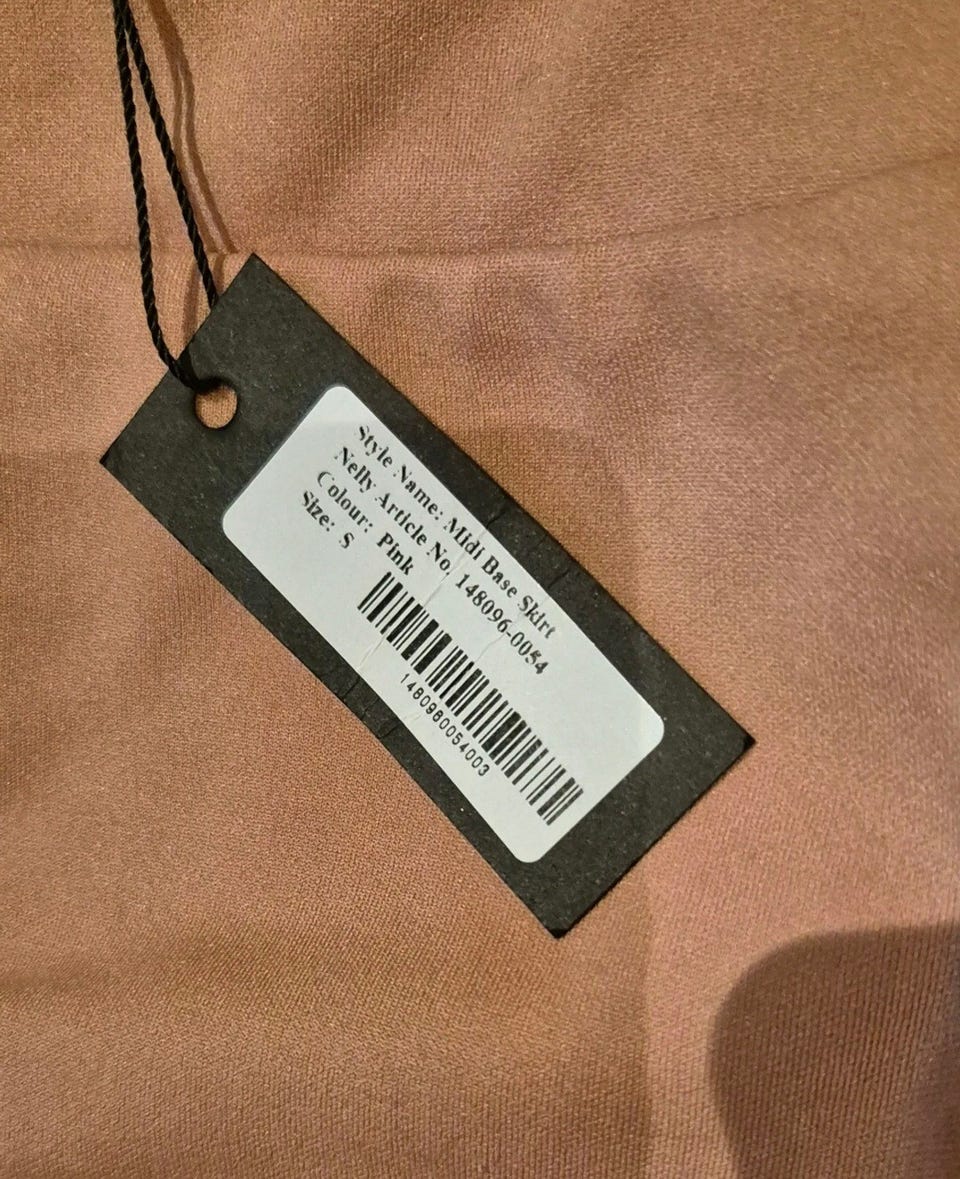 Style Name: Midi Base Skirt
Nelly Article No. 148096-0054
Colour: Pink
Size: S
1480960054003